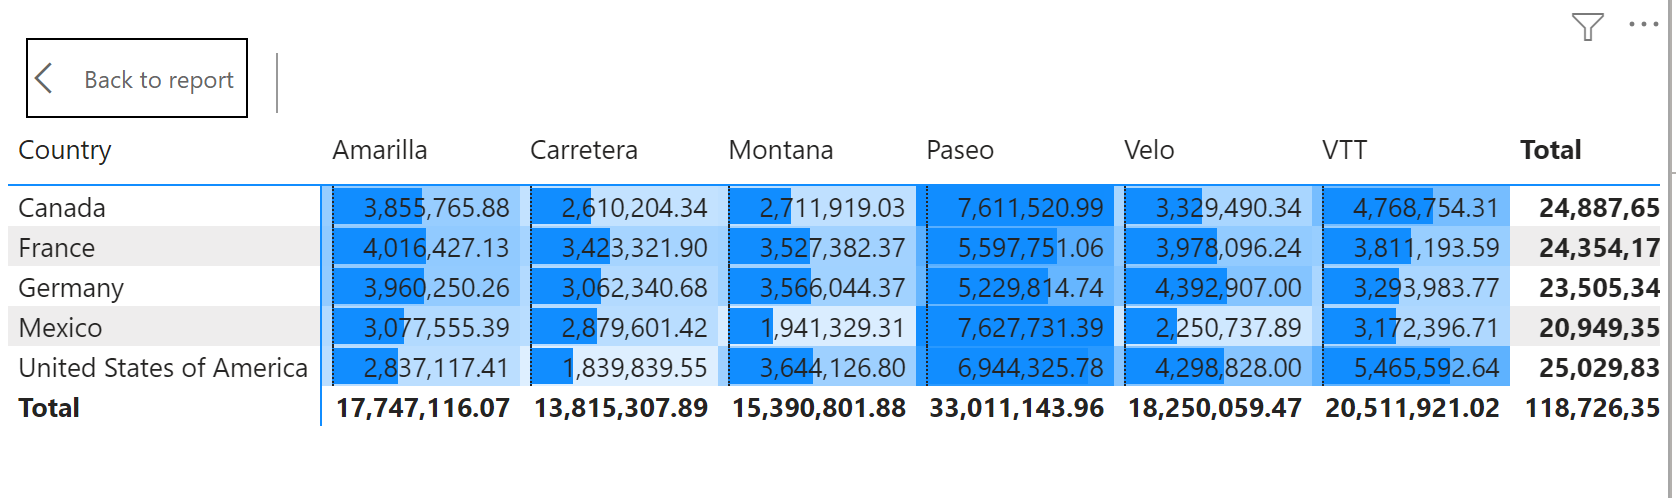 Back to report
Country Amarilla Carretera Montana Paseo Velo VTT Total
Canada 3,855,765.88 2,610,204.34 2,711,919.03 7,611,520.99 3,329,490.34 4,768,754.31 24,887,65
France 4,016,427.13 3,423,321.90 3,527,382.37 5,597,751.06 3,978,096.24 3,811,193.59 24,354,17
Germany 3,960,250.26 3,062,340.68 3,566,044.37 5,229,814.74 4,392,907.00 3,293,983.77 23,505,34
Mexico 3,077,555.39 2,879,601.42 1,941,329.31 7,627,731.39 2,250,737.89 3,172,396.71 20,949,35
United States of America 2,837,117.41 1,839,839.55 3,644,126.80 6,944,325.78 4,298,828.00 5,465,592.64 25,029,83
Total 17,747,116.07 13,815,307.89 15,390,801.88 33,011,143.96 18,250,059.47 20,511,921.02 118,726,35